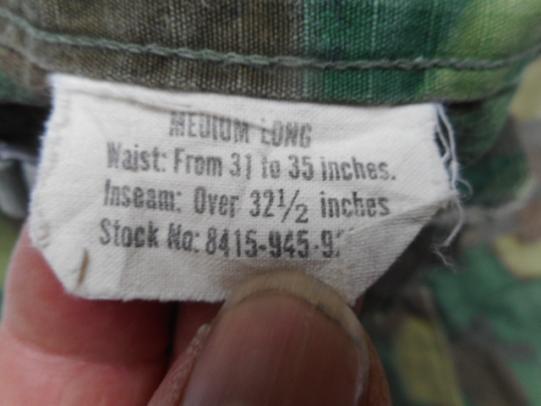 MEDIUM LONG
Waist: From 31 to 35 inches.
Inseam: Over 32½ inches
Stock No: 8415-945-9